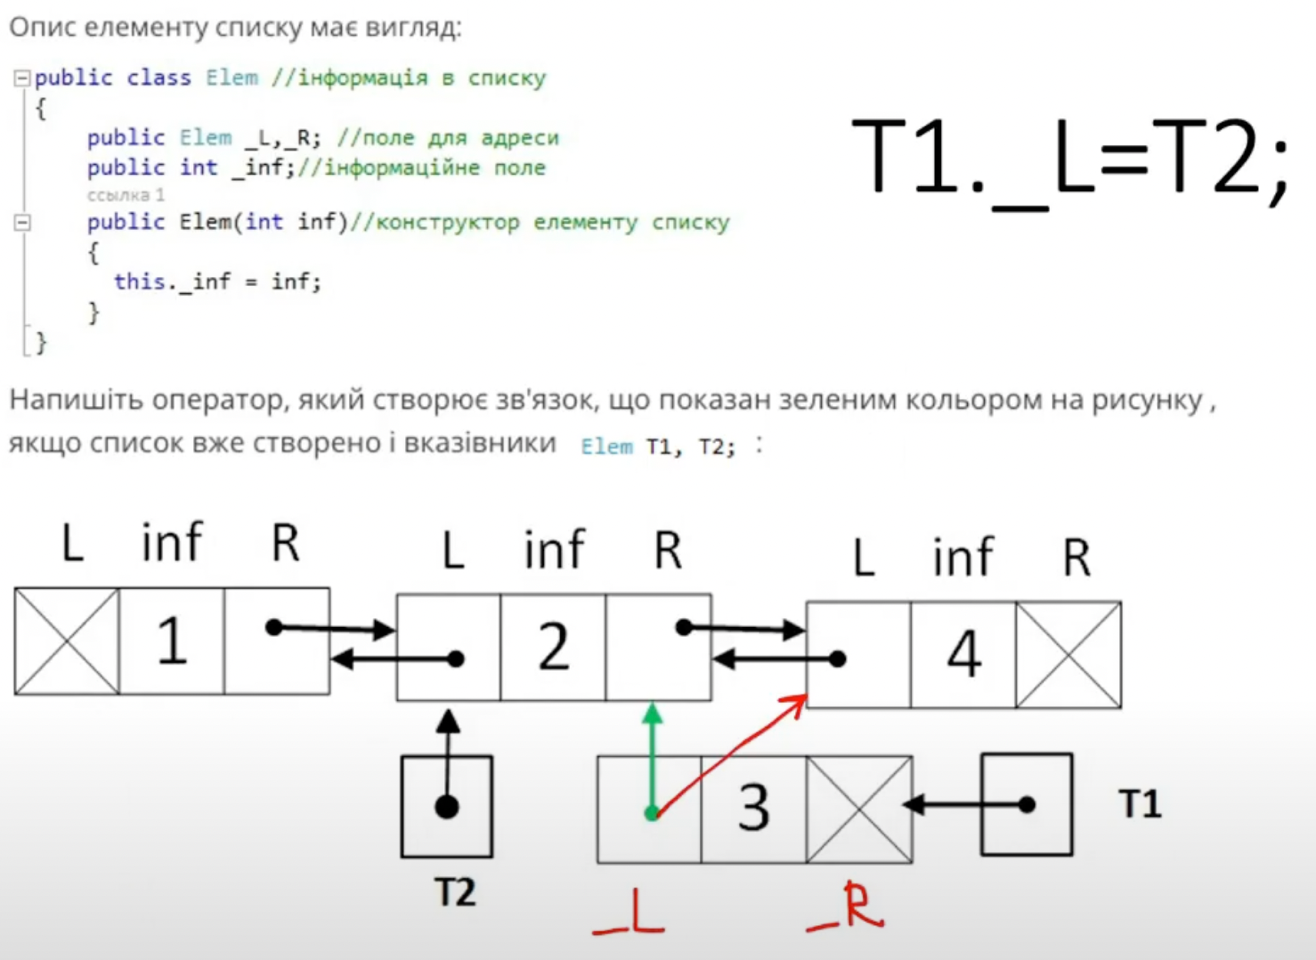 Опис елементу списку має вигляд:
public class Elem //інформація в списку
{
public Elem _L,_R; //поле для адреси
public int _inf;//інформаційне поле
ссылка 1
public Elem(int inf)//конструктор елементу списку
{
this._inf = inf;
}
}
T1._L=T2;
Напишіть оператор, який створює зв'язок, що показан зеленим кольором на рисунку ,
якщо список вже створено і вказівники Elem T1, T2; :
L inf R L inf R L inf R
1 2 4
3 T1
T2
_L _R